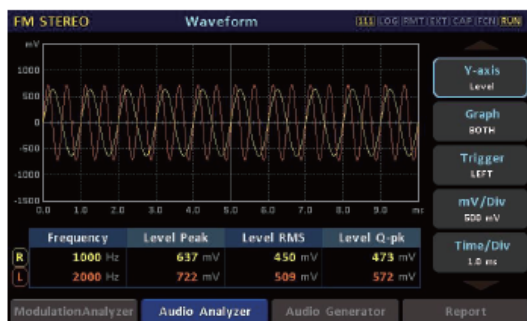 FM STEREO Waveform 111 LOG RMT EXT CAP FCN RUN
mV
1000
500
0
-500
-1000
-1500
0.0 1.0 2.0 3.0 4.0 5.0 6.0 7.0 8.0 9.0 ms
Frequency Level Peak Level RMS Level Q-pk
R 1000 Hz 637 mV 450 mV 473 mV
L 2000 Hz 722 mV 509 mV 572 mV
Y-axis
Level
Graph
BOTH
Trigger
LEFT
mV/Div
500 mV
Time/Div
1.0 ms
ModulationAnalyzer Audio Analyzer Audio Generator Report